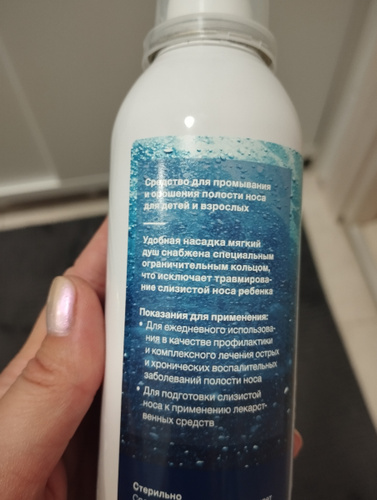 Средство для промывания
и орошения полости носа
для детей и взрослых
Удобная насадка мягкий
душ снабжена специальным
ограничительным кольцом,
что исключает травмирова-
ние слизистой носа ребенка
Показания для применения:
• Для ежедневного использова-
ния в качестве профилактики
и комплексного лечения острых
и хронических воспалительных
заболеваний полости носа
• Для подготовки слизистой
носа к применению лекарст-
венных средств
Стерильно